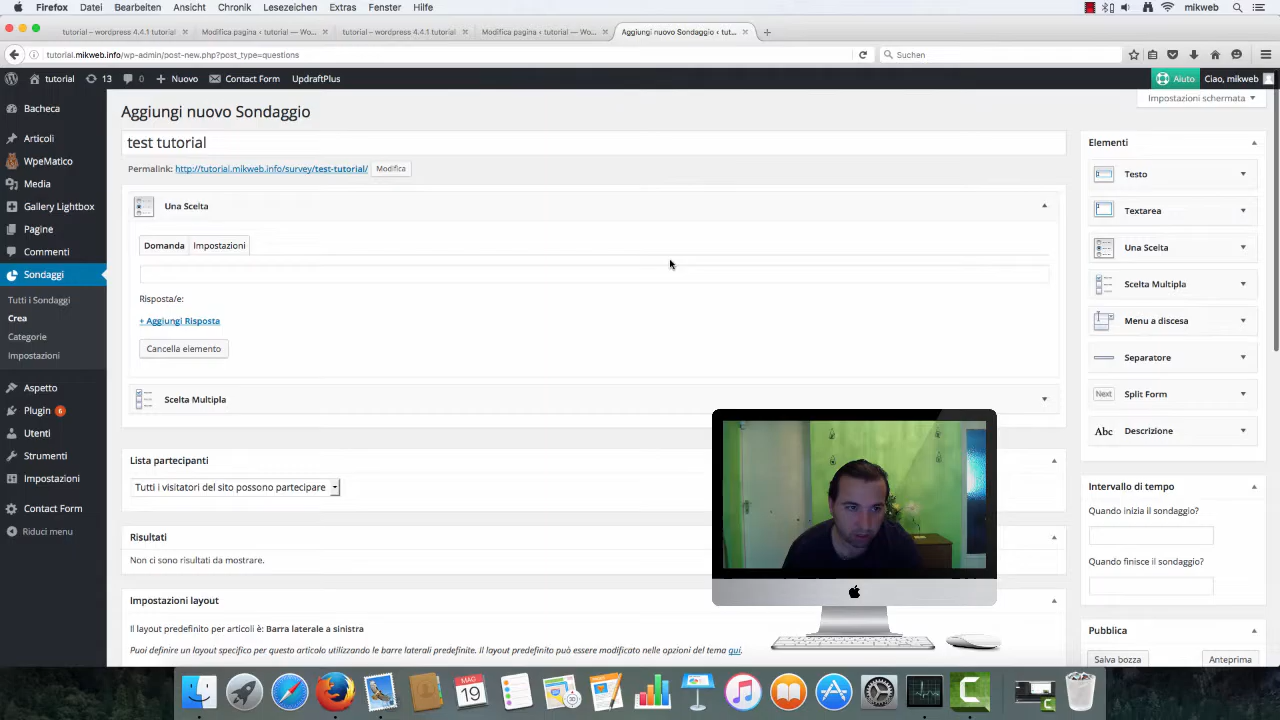 Firefox Datei Bearbeiten Ansicht Chronik Lesezeichen Extras Fenster Hilfe mikweb
tutorial – wordpress 4.4.1 tutorial Modifica pagina ‹ tutorial — Wo... tutorial – wordpress 4.4.1 tutorial Modifica pagina ‹ tutorial — Wo... Aggiungi nuovo Sondaggio ‹ tut...
tutorial.mikweb.info/wp-admin/post-new.php?post_type=questions Suchen
tutorial 13 0 + Nuovo Contact Form UpdraftPlus Aiuto Ciao, mikweb
Impostazioni schermata
Bacheca
Articoli
WpeMatico
Media
Gallery Lightbox
Pagine
Commenti
Sondaggi
Tutti i Sondaggi
Crea
Categorie
Impostazioni
Aspetto
Plugin 6
Utenti
Strumenti
Impostazioni
Contact Form
Riduci menu
Aggiungi nuovo Sondaggio
test tutorial
Permalink: http://tutorial.mikweb.info/survey/test-tutorial/ Modifica
Una Scelta
Domanda Impostazioni
Risposta/e:
+ Aggiungi Risposta
Cancella elemento
Scelta Multipla
Lista partecipanti
Tutti i visitatori del sito possono partecipare
Risultati
Non ci sono risultati da mostrare.
Impostazioni layout
Il layout predefinito per articoli è: Barra laterale a sinistra
Puoi definire un layout specifico per questo articolo utilizzando le barre laterali predefinite. Il layout predefinito può essere modificato nelle opzioni del tema qui.
Elementi
Testo
Textarea
Una Scelta
Scelta Multipla
Menu a discesa
Separatore
Next Split Form
Abc Descrizione
Intervallo di tempo
Quando inizia il sondaggio?
Quando finisce il sondaggio?
Pubblica
Salva bozza Anteprima
MAG
19